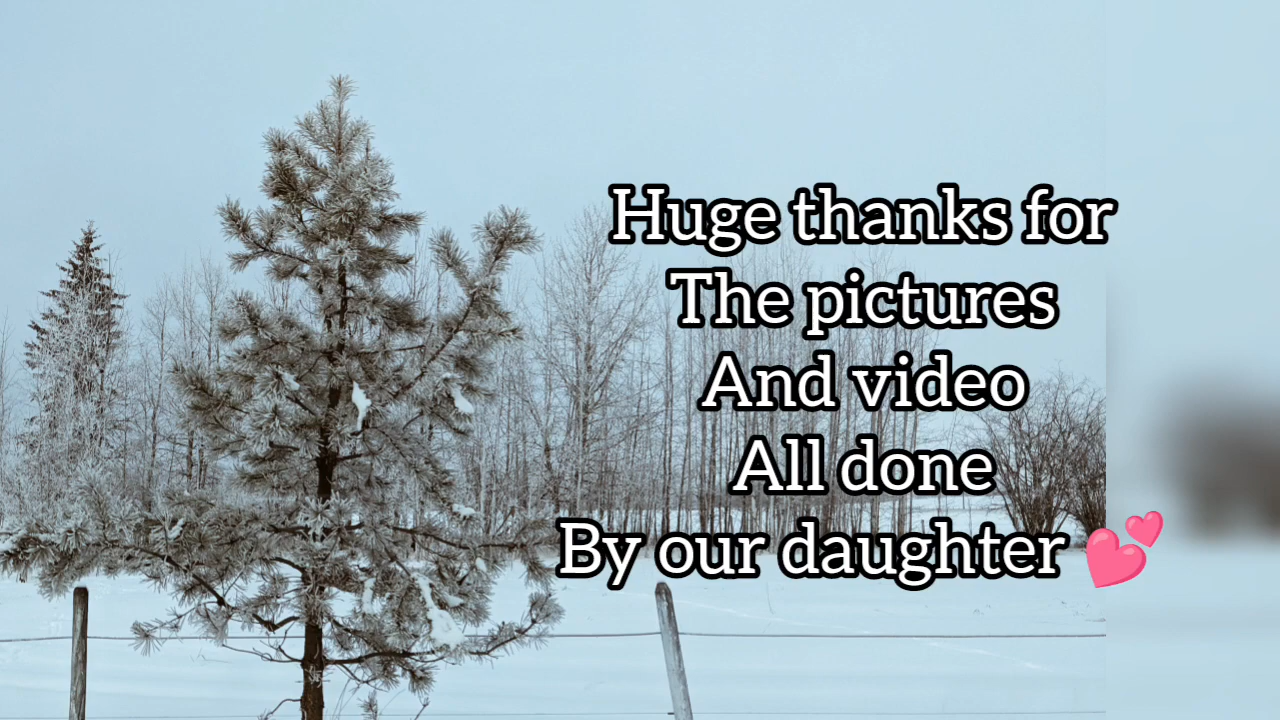 Huge thanks for
The pictures
And video
All done
By our daughter 💕